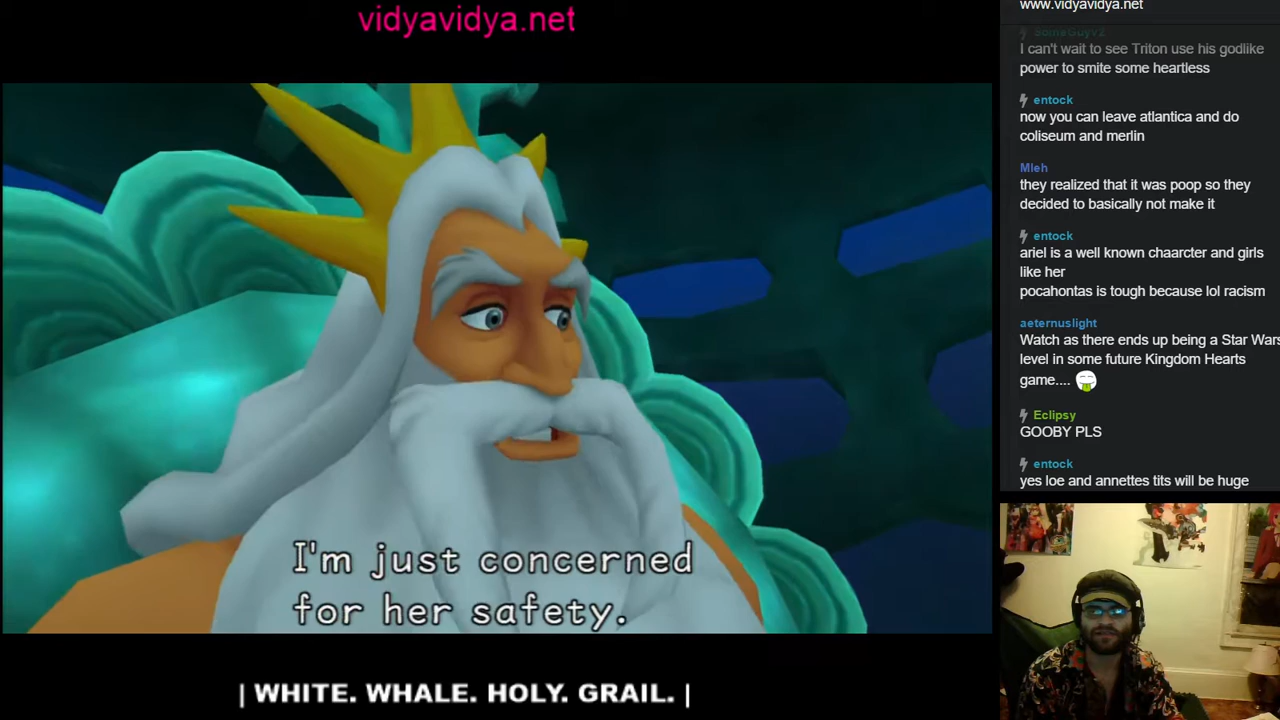 vidyavidya.net
www.vidyavidya.net
SomeGuyv2
I can't wait to see Triton use his godlike
power to smite some heartless
entock
now you can leave atlantica and do
coliseum and merlin
Mleh
they realized that it was poop so they
decided to basically not make it
entock
ariel is a well known chaarcter and girls
like her
pocahontas is tough because lol racism
aeternuslight
Watch as there ends up being a Star Wars
level in some future Kingdom Hearts
game....
Eclipsy
GOOBY PLS
entock
yes loe and annettes tits will be huge
I'm just concerned
for her safety.
| WHITE. WHALE. HOLY. GRAIL. |